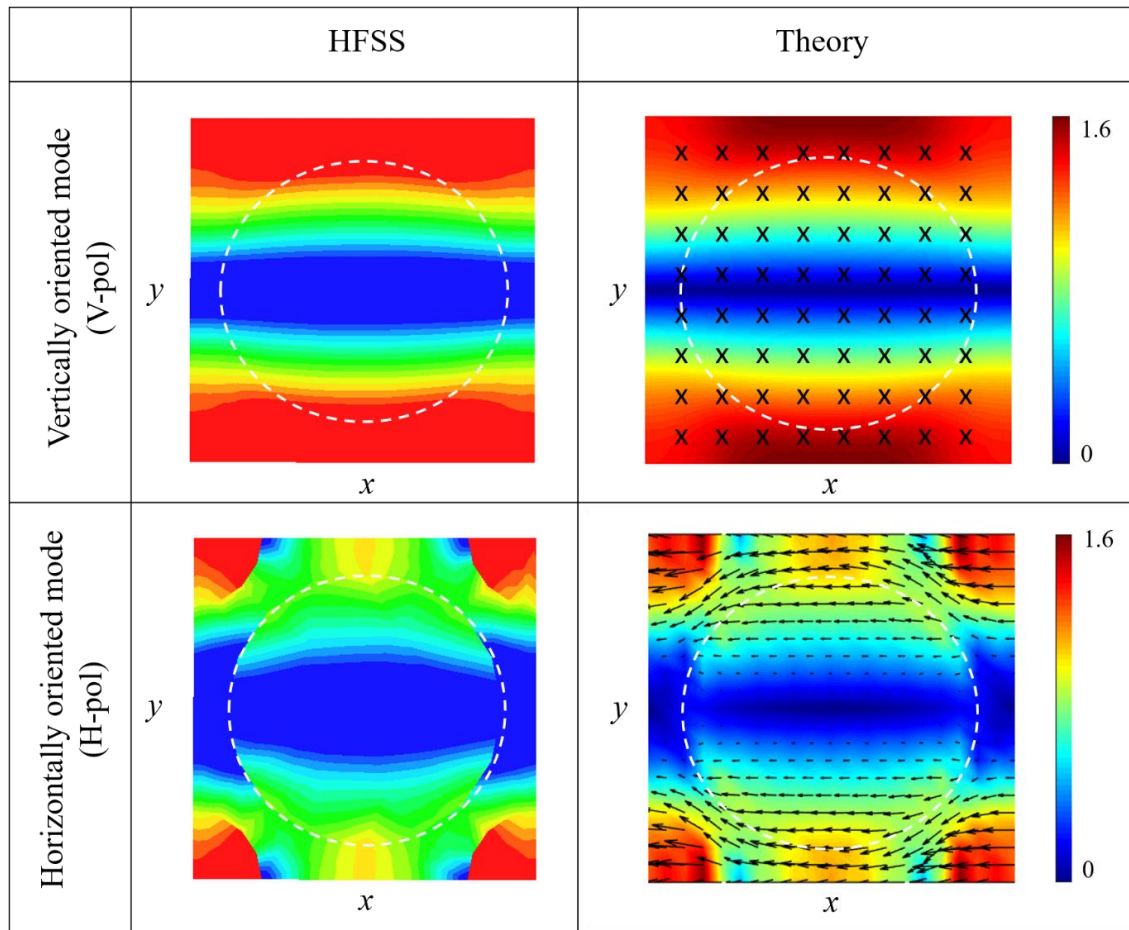 HFSS
Theory
Vertically oriented mode
(V-pol)
y
x
X X X X X X X X
X X X X X X X X
X X X X X X X X
X X X X X X X X
X X X X X X X X
X X X X X X X X
X X X X X X X X
X X X X X X X X
y
x
1.6
0
Horizontally oriented mode
(H-pol)
y
x
y
x
1.6
0